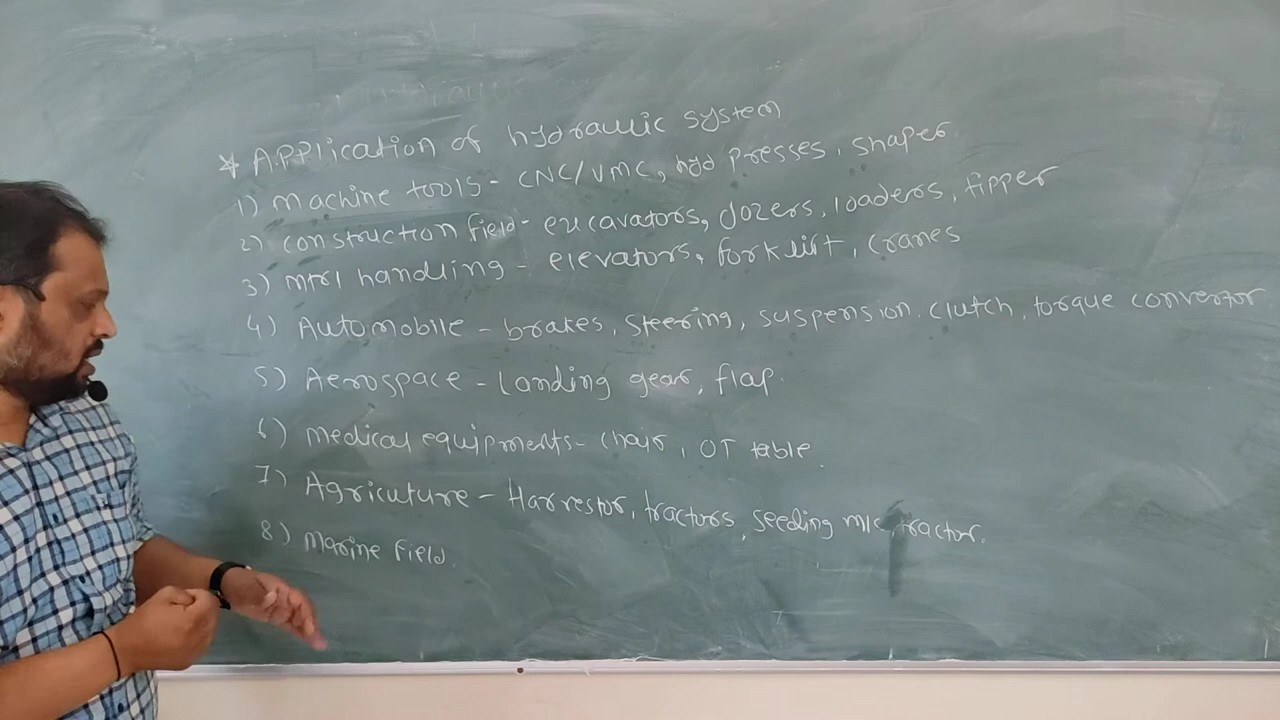 * Application of hydraulic system
1) Machine tools - CNC/VMC, hyd presses, shaper
2) construction field - excavators, dozers, loaders, tipper
3) mtrl handling - elevators, forklift, cranes
4) Automobile - brakes, steering, suspension, clutch, torque convertor
5) Aerospace - Landing gear, flap.
6) medical equipments - chair, OT table.
7) Agricuture - Harvestor, tractors, seeding m/c, tractor.
8) Marine field.